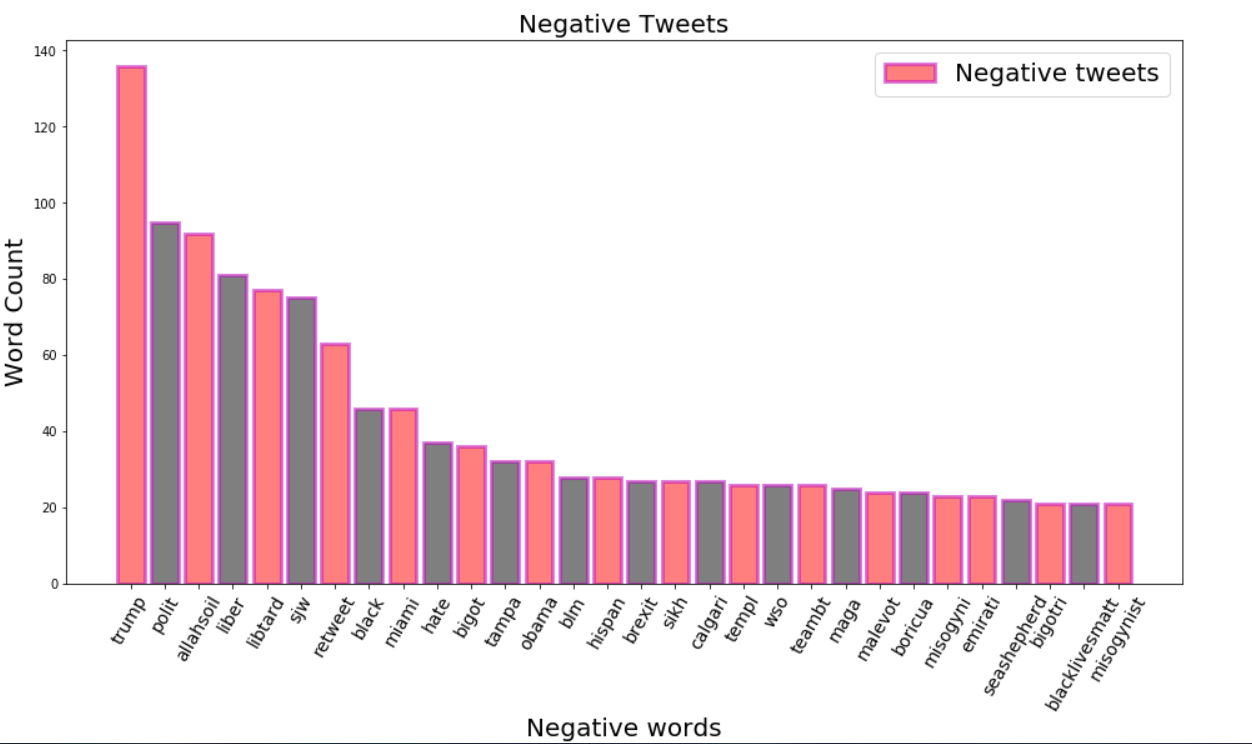 Negative Tweets
Negative tweets
Word Count
140
120
100
80
60
40
20
0
trump
polit
allahsoil
liber
libtard
sjw
retweet
black
miami
hate
bigot
tampa
obama
blm
hispan
brexit
sikh
calgari
templ
wso
teambt
maga
malevot
boricua
misogyni
emirati
seashepherd
bigotri
blacklivesmatt
misogynist
Negative words